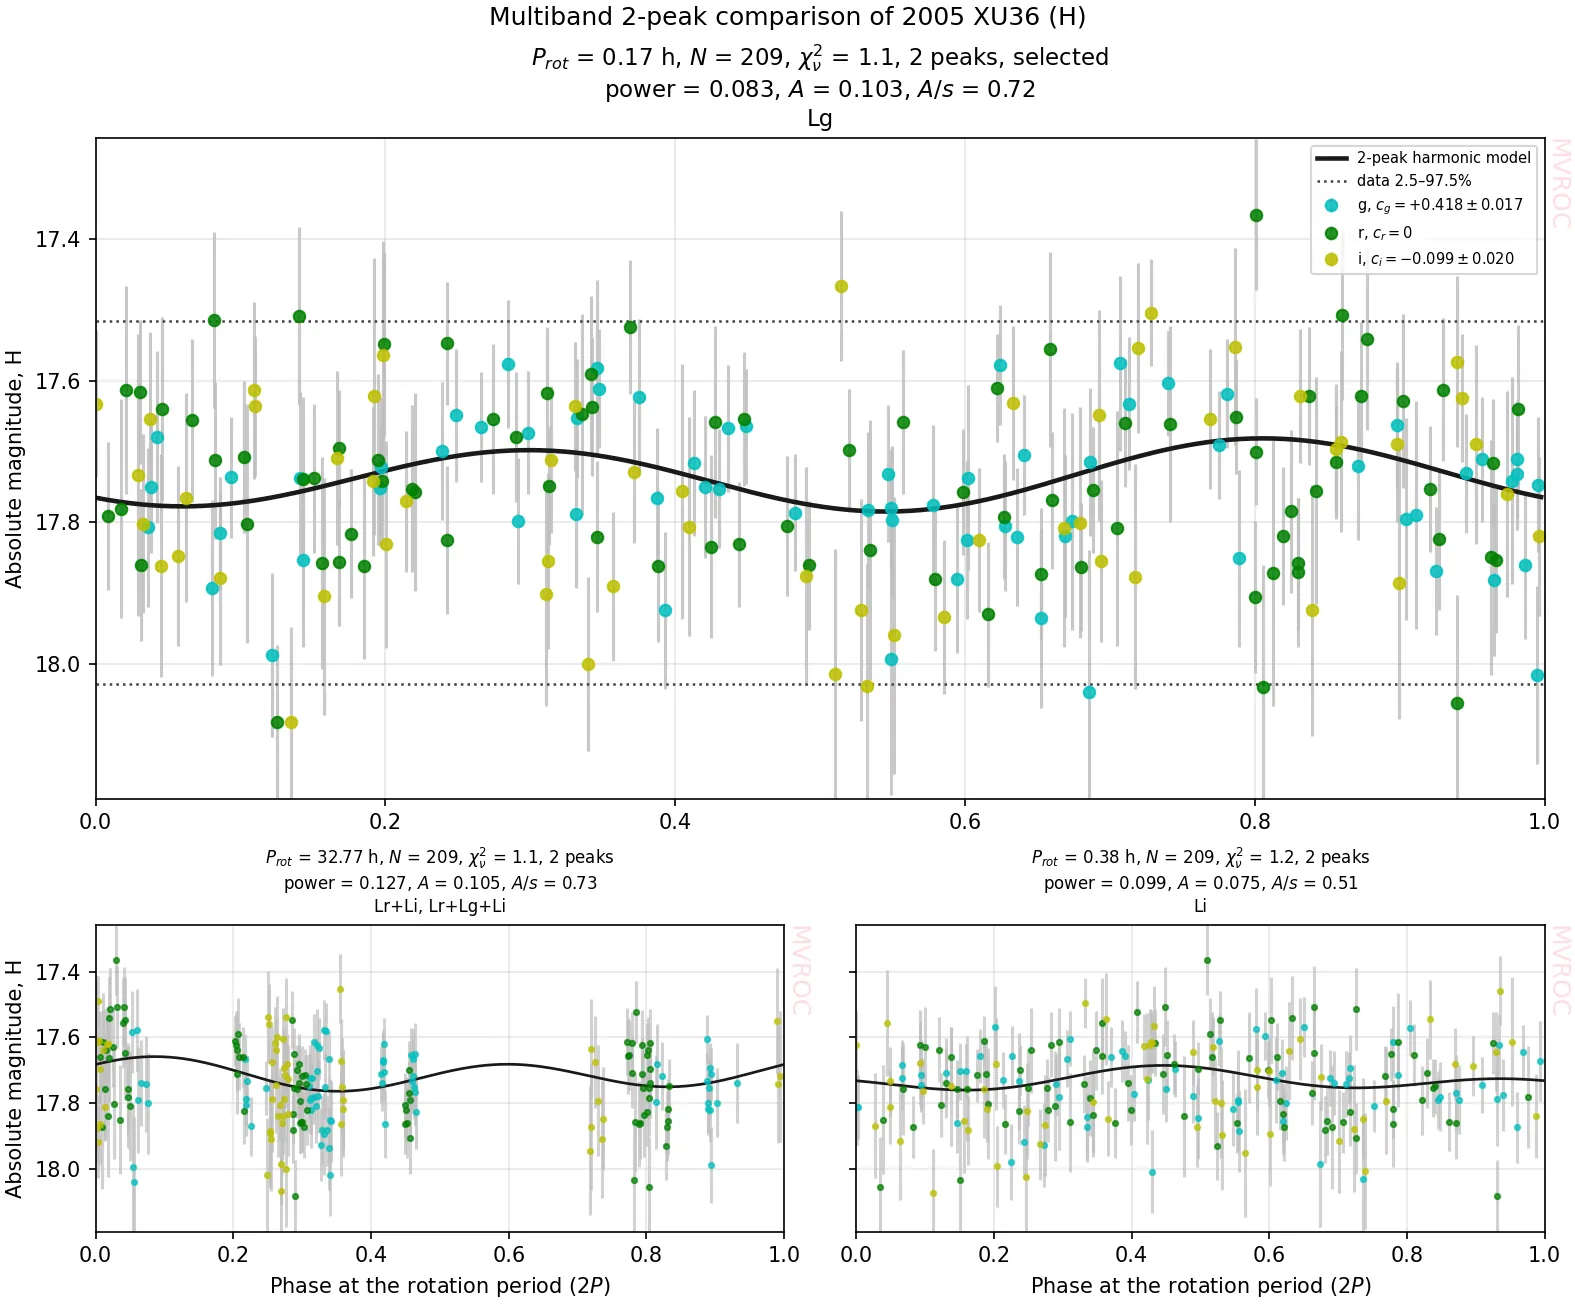 Multiband 2-peak comparison of 2005 XU36 (H)
P_rot = 0.17 h, N = 209, χ²_ν = 1.1, 2 peaks, selected
power = 0.083, A = 0.103, A/s = 0.72
Lg
2-peak harmonic model
data 2.5–97.5%
g, c_g = +0.418 ± 0.017
r, c_r = 0
i, c_i = −0.099 ± 0.020
MVROC
Absolute magnitude, H
17.4
17.6
17.8
18.0
0.0 0.2 0.4 0.6 0.8 1.0
P_rot = 32.77 h, N = 209, χ²_ν = 1.1, 2 peaks
power = 0.127, A = 0.105, A/s = 0.73
Lr+Li, Lr+Lg+Li
MVROC
Absolute magnitude, H
17.4
17.6
17.8
18.0
0.0 0.2 0.4 0.6 0.8 1.0
Phase at the rotation period (2P)
P_rot = 0.38 h, N = 209, χ²_ν = 1.2, 2 peaks
power = 0.099, A = 0.075, A/s = 0.51
Li
MVROC
0.0 0.2 0.4 0.6 0.8 1.0
Phase at the rotation period (2P)